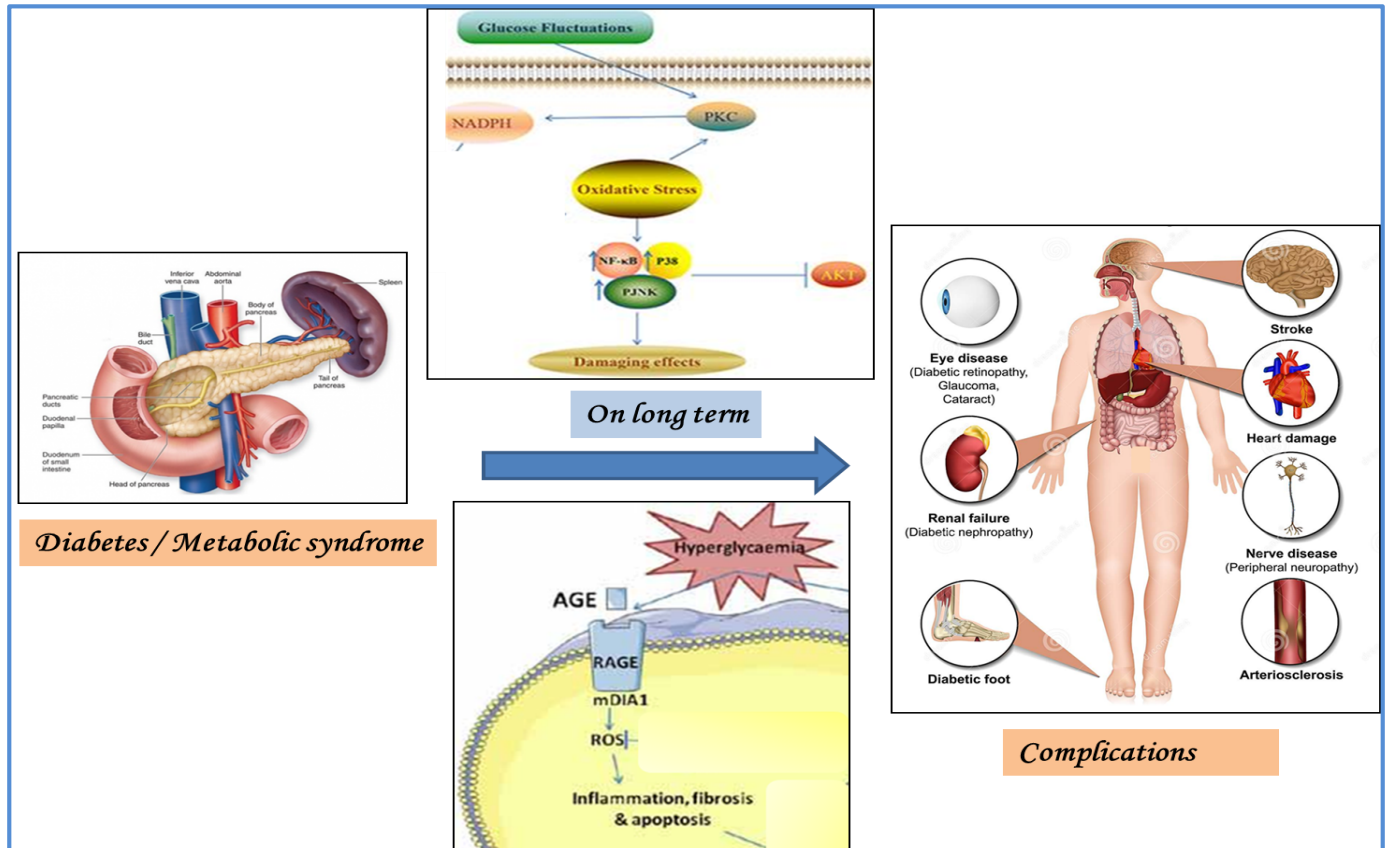 Glucose Fluctuations
NADPH
PKC
Oxidative Stress
NF-κB
P38
PJNK
AKT
Damaging effects
On long term
Inferior
vena cava
Abdominal
aorta
Spleen
Body of
pancreas
Bile
duct
Tail of
pancreas
Pancreatic
ducts
Duodenal
papilla
Duodenum
of small
intestine
Head of pancreas
Diabetes / Metabolic syndrome
Hyperglycaemia
AGE
RAGE
mDIA1
ROS
Inflammation, fibrosis
& apoptosis
Eye disease
(Diabetic retinopathy,
Glaucoma,
Cataract)
Renal failure
(Diabetic nephropathy)
Diabetic foot
Stroke
Heart damage
Nerve disease
(Peripheral neuropathy)
Arteriosclerosis
Complications